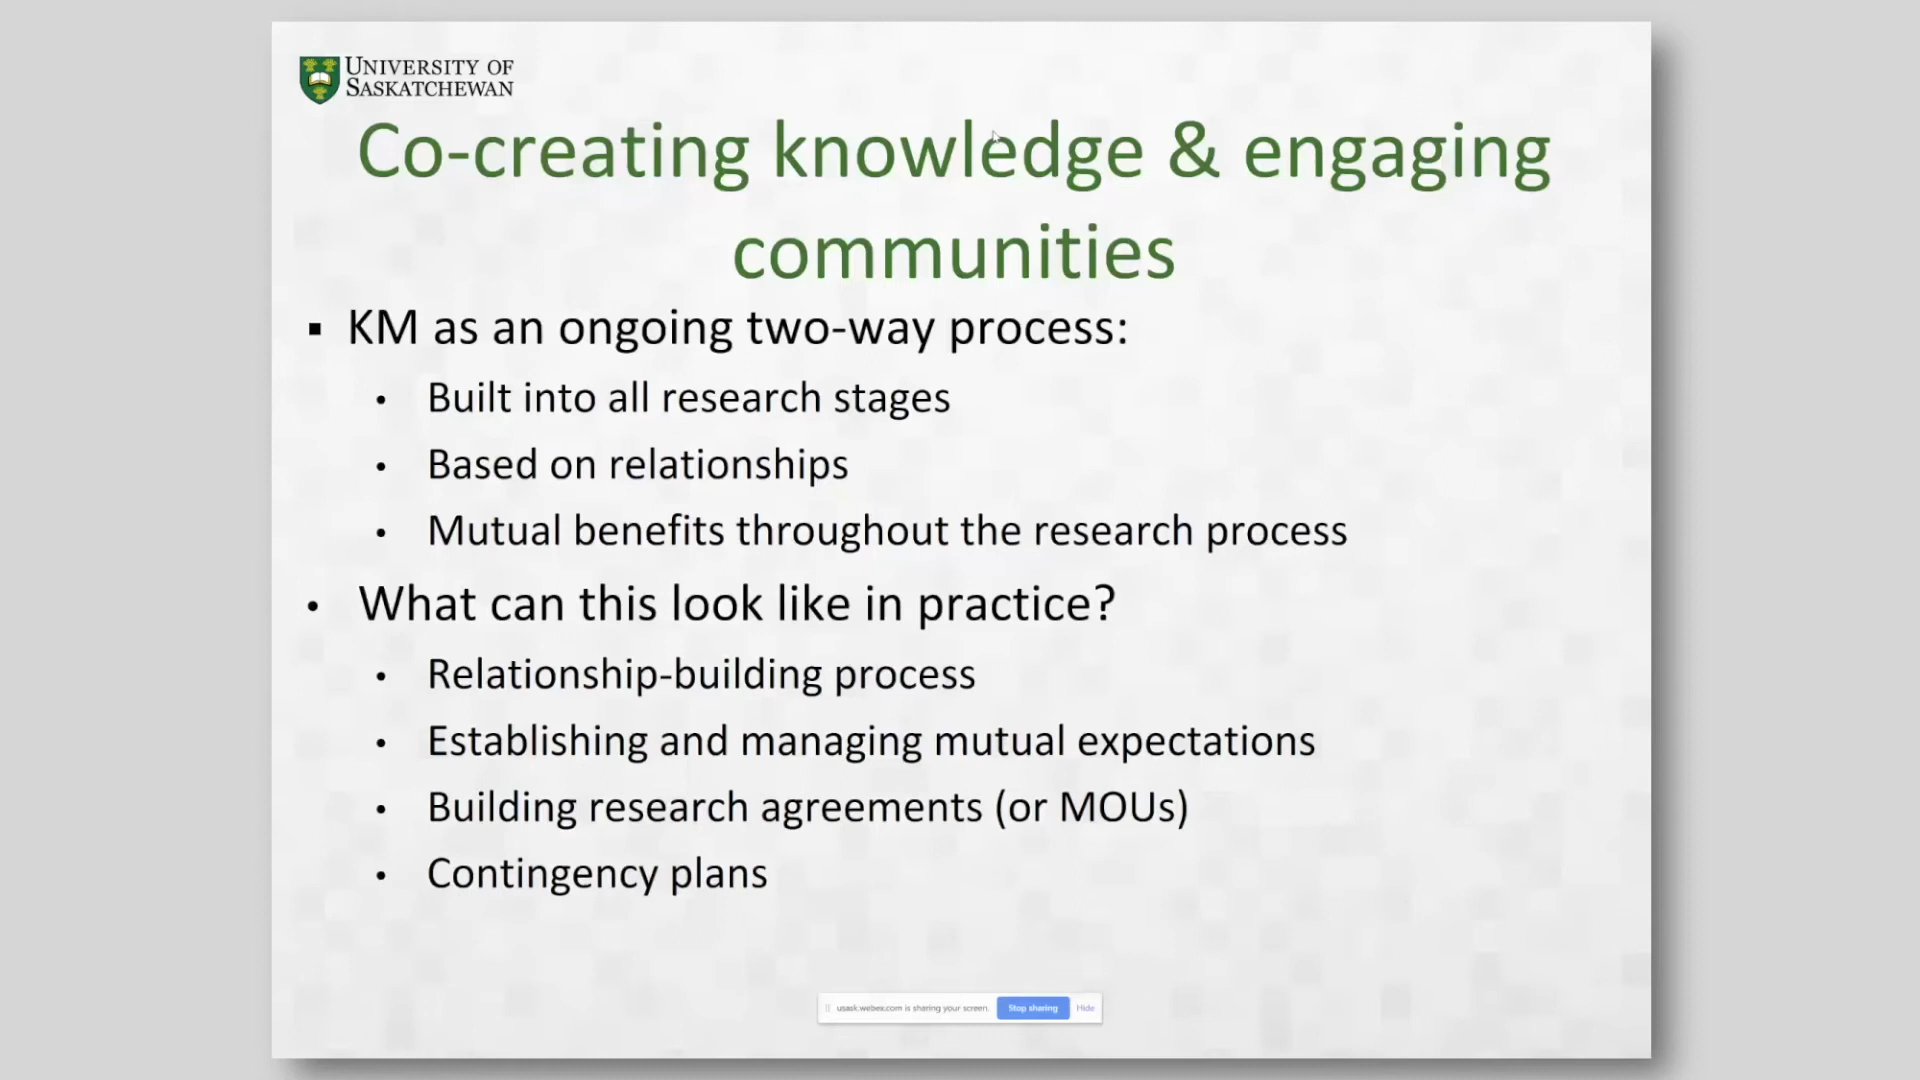 UNIVERSITY OF
SASKATCHEWAN
Co-creating knowledge & engaging
communities
▪ KM as an ongoing two-way process:
• Built into all research stages
• Based on relationships
• Mutual benefits throughout the research process
• What can this look like in practice?
• Relationship-building process
• Establishing and managing mutual expectations
• Building research agreements (or MOUs)
• Contingency plans
usask.webex.com is sharing your screen. Stop sharing Hide